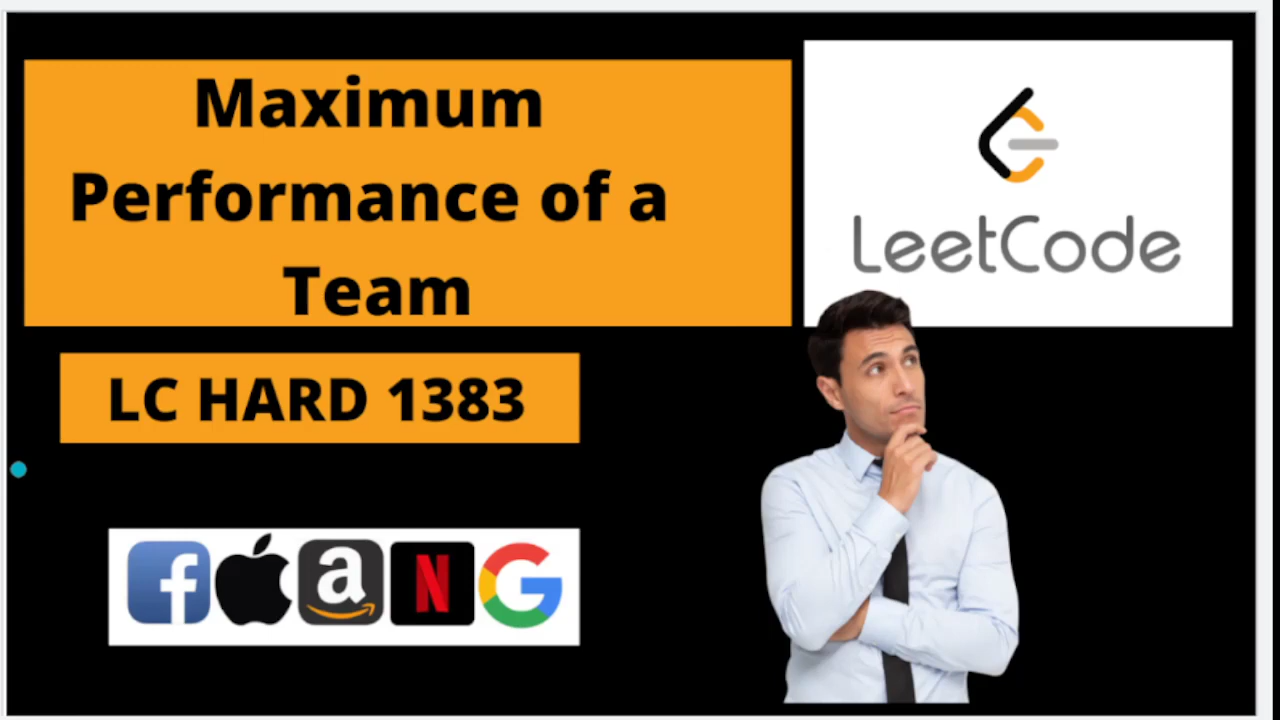 Maximum
Performance of a
Team
LeetCode
LC HARD 1383
f
a
N
G